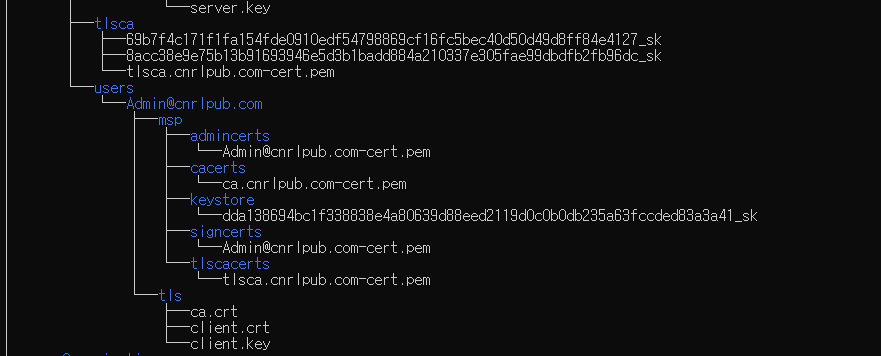 server.key
tlsca
69b7f4c171f1fa154fde0910edf54798869cf16fc5bec40d50d49d8ff84e4127_sk
8acc38e9e75b13b91693946e5d3b1badd884a210337e305fae99dbdfb2fb96dc_sk
tlsca.cnrlpub.com-cert.pem
users
Admin@cnrlpub.com
msp
admincerts
Admin@cnrlpub.com-cert.pem
cacerts
ca.cnrlpub.com-cert.pem
keystore
dda138694bc1f338838e4a80639d88eed2119d0c0b0db235a63fccded83a3a41_sk
signcerts
Admin@cnrlpub.com-cert.pem
tlscacerts
tlsca.cnrlpub.com-cert.pem
tls
ca.crt
client.crt
client.key